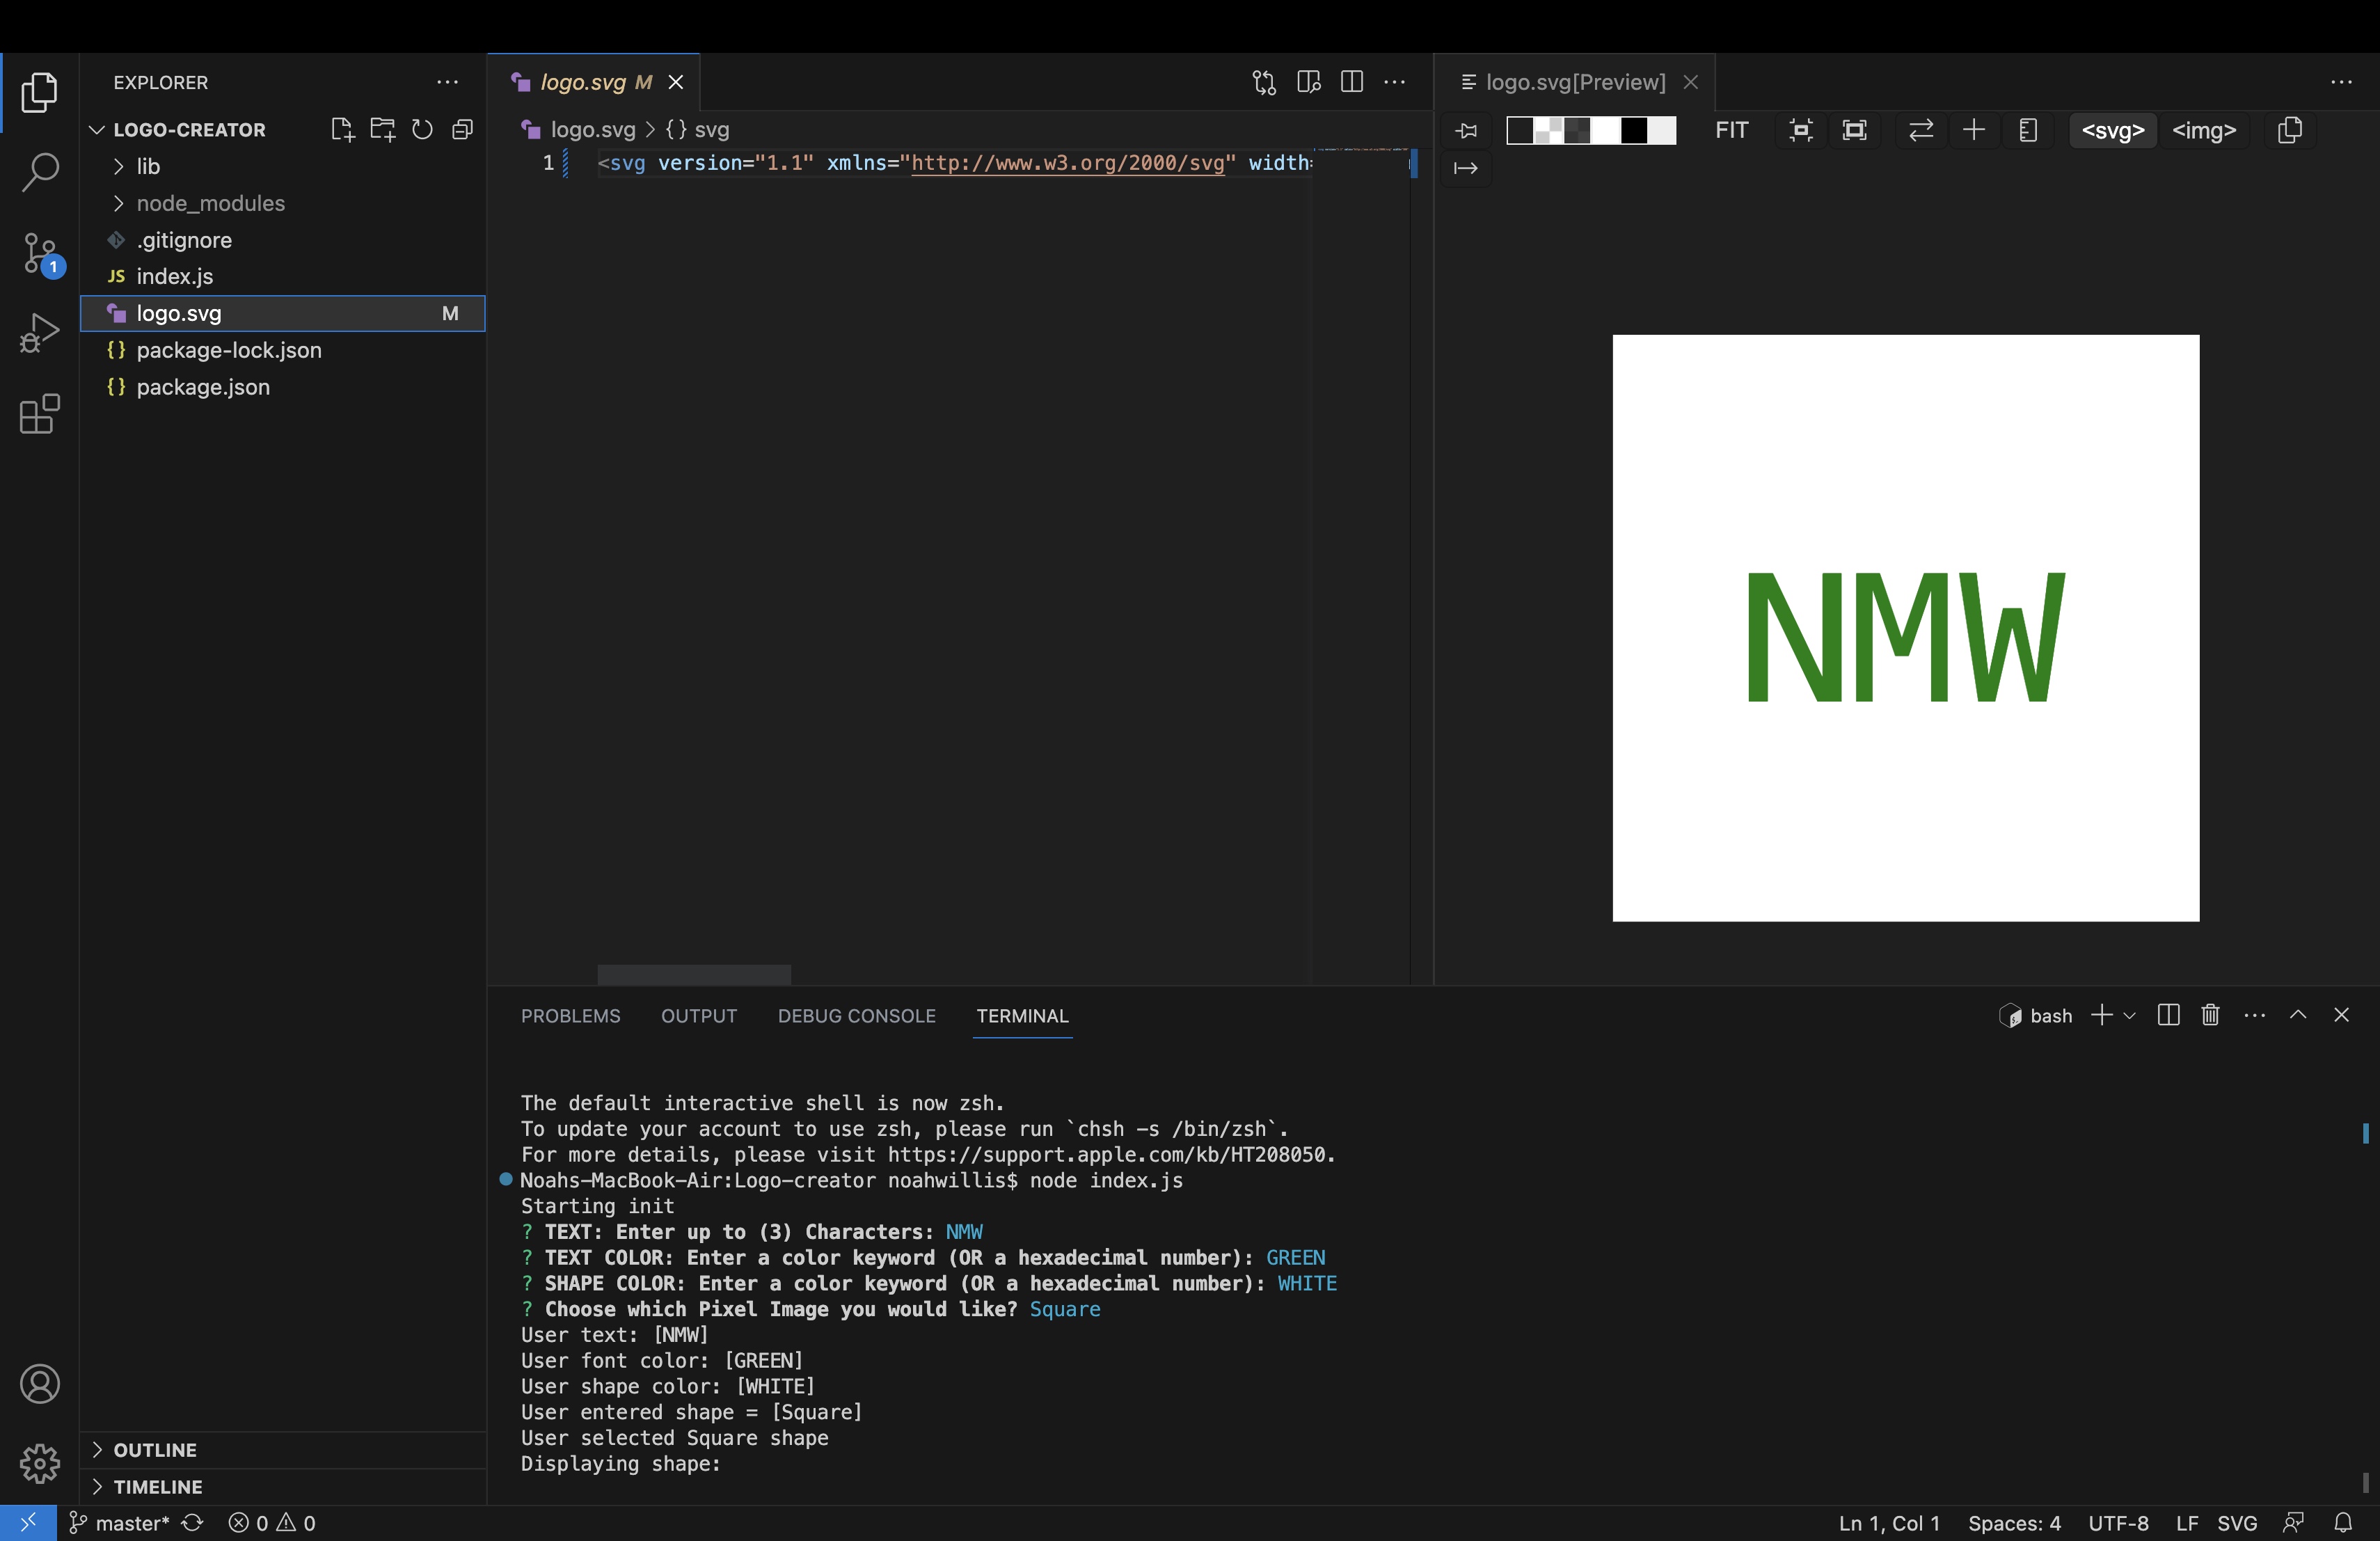 EXPLORER
LOGO-CREATOR
lib
node_modules
.gitignore
JS index.js
logo.svg M
{} package-lock.json
{} package.json
OUTLINE
TIMELINE
1
logo.svg M
logo.svg > {} svg
1 <svg version="1.1" xmlns="http://www.w3.org/2000/svg" width=
logo.svg[Preview]
FIT
<svg> <img>
NMW
PROBLEMS OUTPUT DEBUG CONSOLE TERMINAL
bash
The default interactive shell is now zsh.
To update your account to use zsh, please run `chsh -s /bin/zsh`.
For more details, please visit https://support.apple.com/kb/HT208050.
Noahs-MacBook-Air:Logo-creator noahwillis$ node index.js
Starting init
? TEXT: Enter up to (3) Characters: NMW
? TEXT COLOR: Enter a color keyword (OR a hexadecimal number): GREEN
? SHAPE COLOR: Enter a color keyword (OR a hexadecimal number): WHITE
? Choose which Pixel Image you would like? Square
User text: [NMW]
User font color: [GREEN]
User shape color: [WHITE]
User entered shape = [Square]
User selected Square shape
Displaying shape:
master* 0 0
Ln 1, Col 1 Spaces: 4 UTF-8 LF SVG